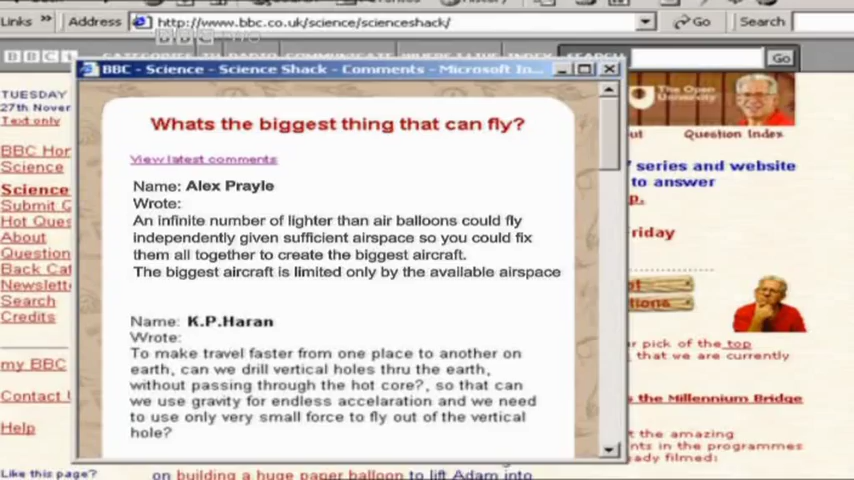 Links »
Address
http://www.bbc.co.uk/science/scienceshack/
Go
Search
BBC
CATEGORIES
INDEX
SEARCH
Go
BBC - Science - Science Shack - Comments - Microsoft In...
TUESDAY
27th Nover
Text only
BBC Hor
Science
Science
Submit Q
Hot Ques
About
Question
Back Cat
Newslett
Search
Credits
my BBC
Contact
Help
Like this page?
Whats the biggest thing that can fly?
View latest comments
Name: Alex Prayle
Wrote:
An infinite number of lighter than air balloons could fly
independently given sufficient airspace so you could fix
them all together to create the biggest aircraft.
The biggest aircraft is limited only by the available airspace
Name: K.P.Haran
Wrote:
To make travel faster from one place to another on
earth, can we drill vertical holes thru the earth,
without passing through the hot core?, so that can
we use gravity for endless accelaration and we need
to use only very small force to fly out of the vertical
hole?
The Open
University
out
Question Index
series and website
to answer
p.
riday
t
tions
ur pick of the top
that we are currently
s the Millennium Bridge
t the amazing
nts in the programmes
ady filmed:
on building a huge paper balloon to lift Adam into